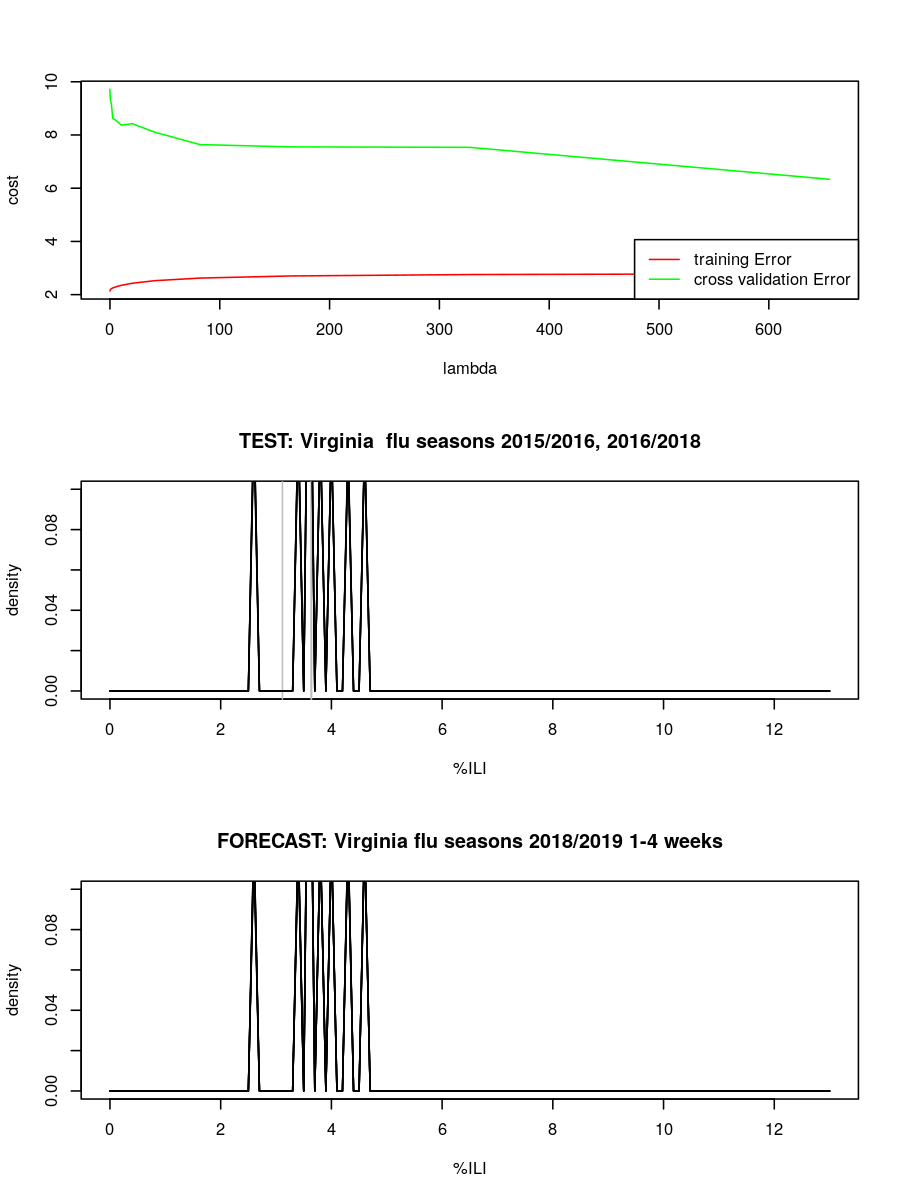 cost
10
8
6
4
2
training Error
cross validation Error
0 100 200 300 400 500 600
lambda
TEST: Virginia  flu seasons 2015/2016, 2016/2018
density
0.08
0.04
0.00
0 2 4 6 8 10 12
%ILI
FORECAST: Virginia flu seasons 2018/2019 1-4 weeks
density
0.08
0.04
0.00
0 2 4 6 8 10 12
%ILI